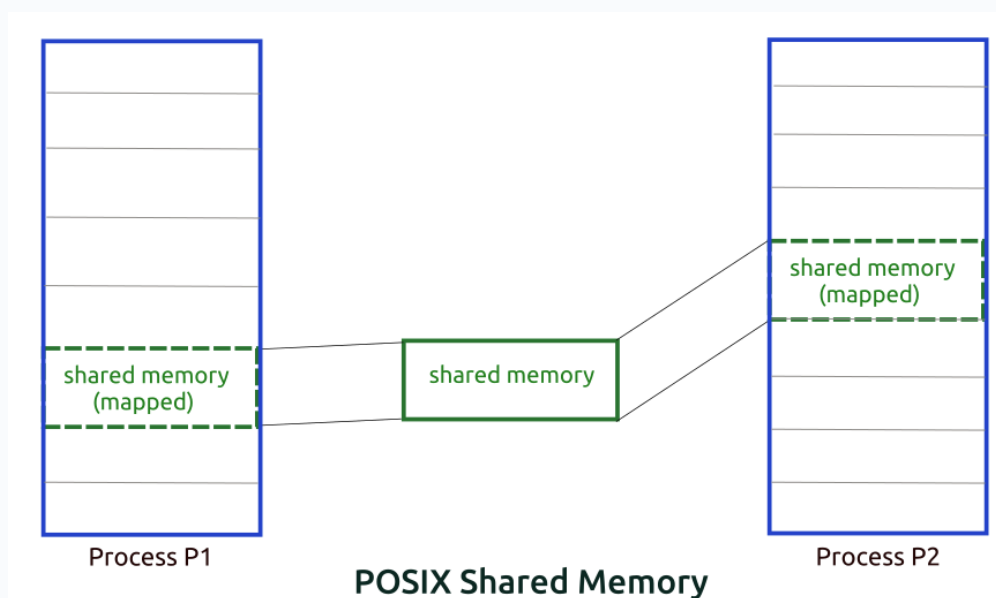 shared memory
(mapped)
shared memory
(mapped)
shared memory
Process P1
Process P2
POSIX Shared Memory